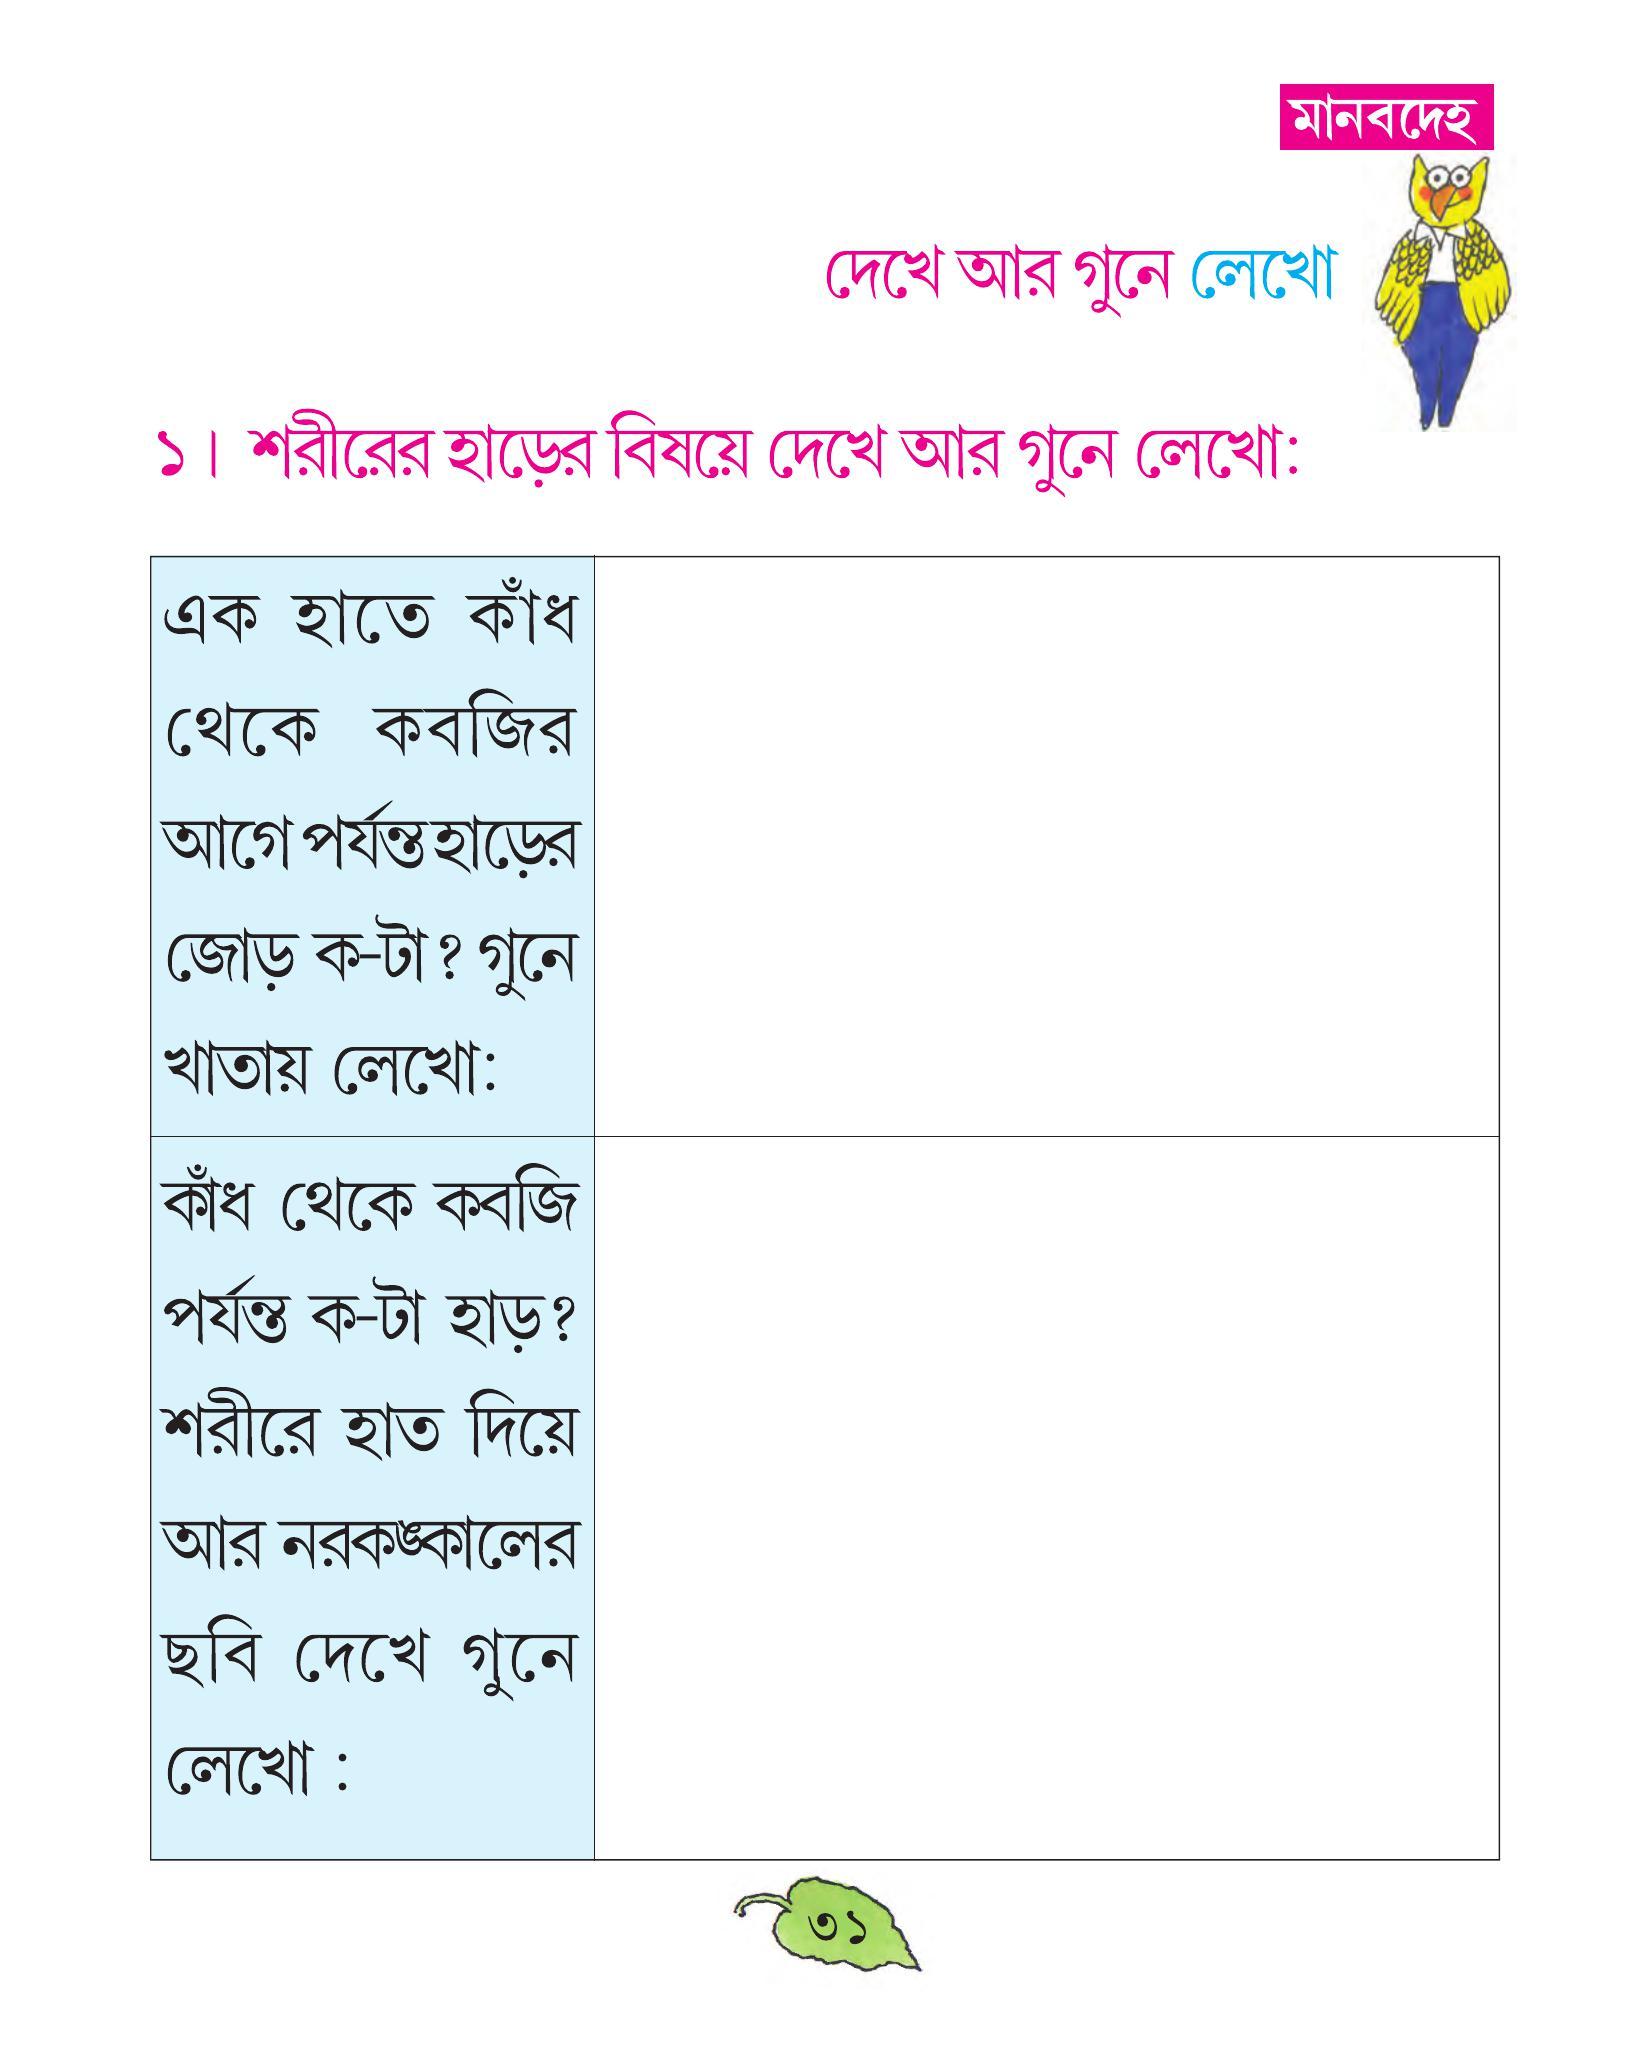 মানবদেহ
দেখে আর গুনে লেখো
১। শরীরের হাড়ের বিষয়ে দেখে আর গুনে লেখো:
এক হাতে কাঁধ
থেকে কবজির
আগে পর্যন্ত হাড়ের
জোড় ক-টা? গুনে
খাতায় লেখো:
কাঁধ থেকে কবজি
পর্যন্ত ক-টা হাড়?
শরীরে হাত দিয়ে
আর নরকঙ্কালের
ছবি দেখে গুনে
লেখো :
৩১